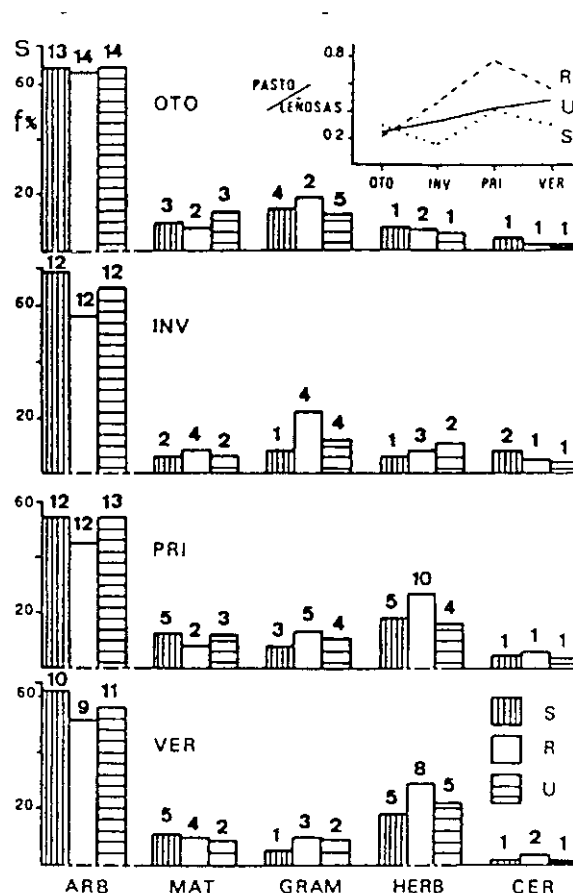 S
13 14 14
60
f%
20
OTO
3 2 3
4 2 5
1 2 1
1 1 1
0.8
0.2
PASTO
LEÑOSAS
R
U
S
OTO INV PRI VER
12 12 12
60
20
INV
2 4 2
1 4 4
1 3 2
2 1 1
60
12 12 13
20
PRI
5 2 3
3 5 4
5 10 4
1 1 1
60
10 9 11
20
VER
5 4 2
1 3 2
5 8 5
1 2 1
S
R
U
ARB MAT GRAM HERB CER